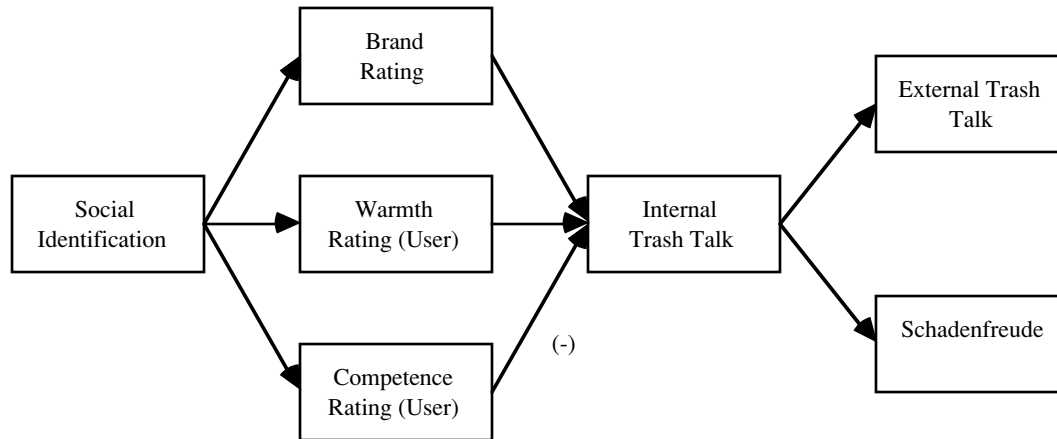 Brand
Rating
External Trash
Talk
Social
Identification
Warmth
Rating (User)
Internal
Trash Talk
Schadenfreude
(-)
Competence
Rating (User)